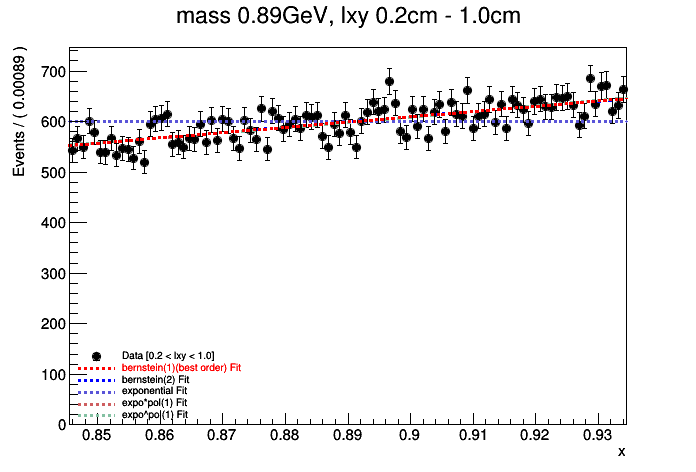 mass 0.89GeV, lxy 0.2cm - 1.0cm
Events / ( 0.00089 )
700
600
500
400
300
200
100
0
Data [0.2 < lxy < 1.0]
bernstein(1)(best order) Fit
bernstein(2) Fit
exponential Fit
expo*pol(1) Fit
expo^pol(1) Fit
0.85 0.86 0.87 0.88 0.89 0.9 0.91 0.92 0.93
x